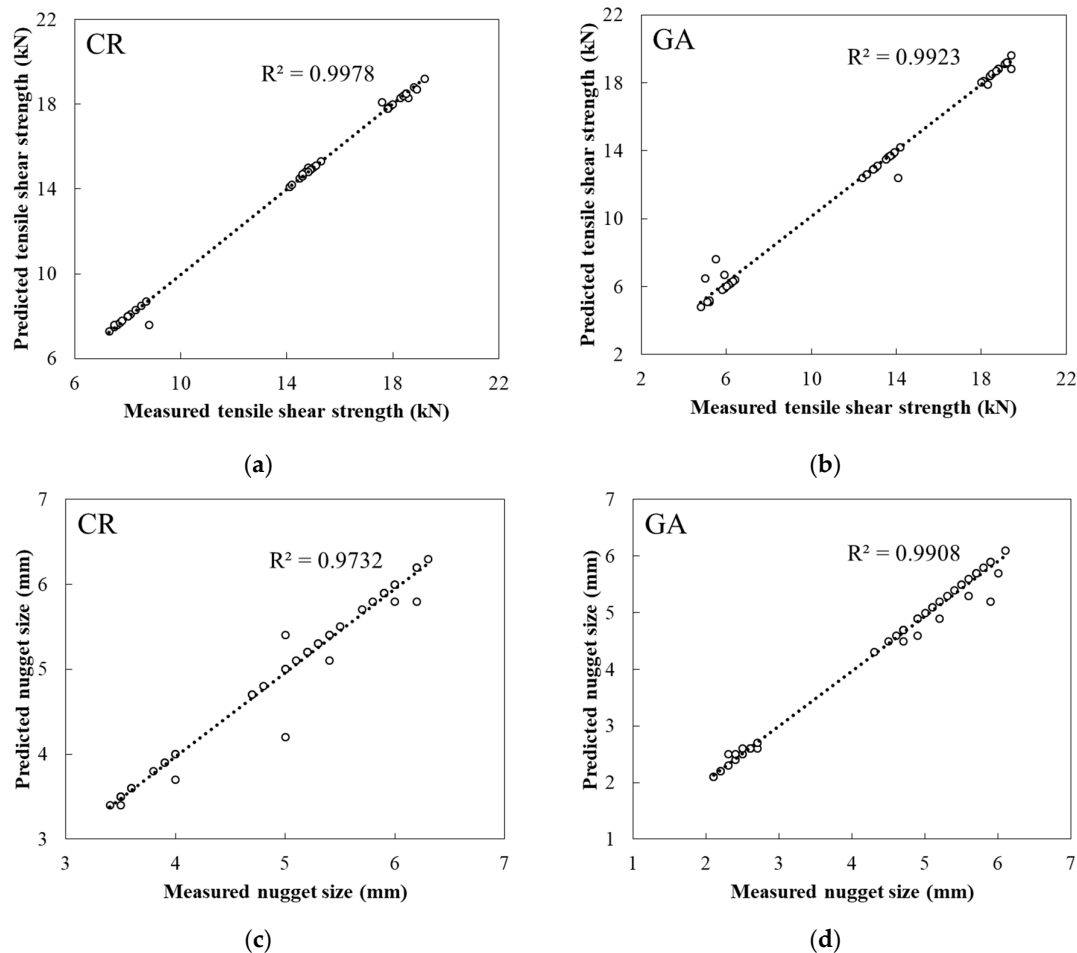 22
CR
R² = 0.9978
18
14
10
6
Predicted tensile shear strength (kN)
6 10 14 18 22
Measured tensile shear strength (kN)
(a)
22
GA
R² = 0.9923
18
14
10
6
2
Predicted tensile shear strength (kN)
2 6 10 14 18 22
Measured tensile shear strength (kN)
(b)
7
CR
R² = 0.9732
6
5
4
3
Predicted nugget size (mm)
3 4 5 6 7
Measured nugget size (mm)
(c)
7
GA
R² = 0.9908
6
5
4
3
2
1
Predicted nugget size (mm)
1 2 3 4 5 6 7
Measured nugget size (mm)
(d)